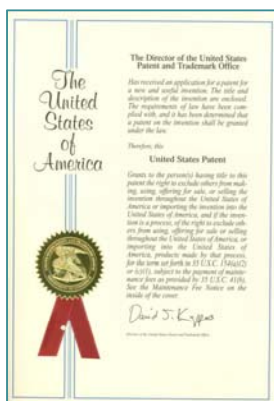 The
United
States
of
America
The Director of the United States
Patent and Trademark Office
Has received an application for a patent for
a new and useful invention. The title and
description of the invention are enclosed.
The requirements of law have been com-
plied with, and it has been determined that
a patent on the invention shall be granted
under the law.
Therefore, this
United States Patent
Grants to the person(s) having title to this
patent the right to exclude others from mak-
ing, using, offering for sale, or selling the
invention throughout the United States of
America or importing the invention into the
United States of America, and if the inven-
tion is a process, of the right to exclude oth-
ers from using, offering for sale or selling
throughout the United States of America, or
importing into the United States of
America, products made by that process,
for the term set forth in 35 U.S.C. 154(a)(2)
or (c)(1), subject to the payment of mainte-
nance fees as provided by 35 U.S.C. 41(b).
See the Maintenance Fee Notice on the
inside of the cover.
David J. Kappos
Director of the United States Patent and Trademark Office